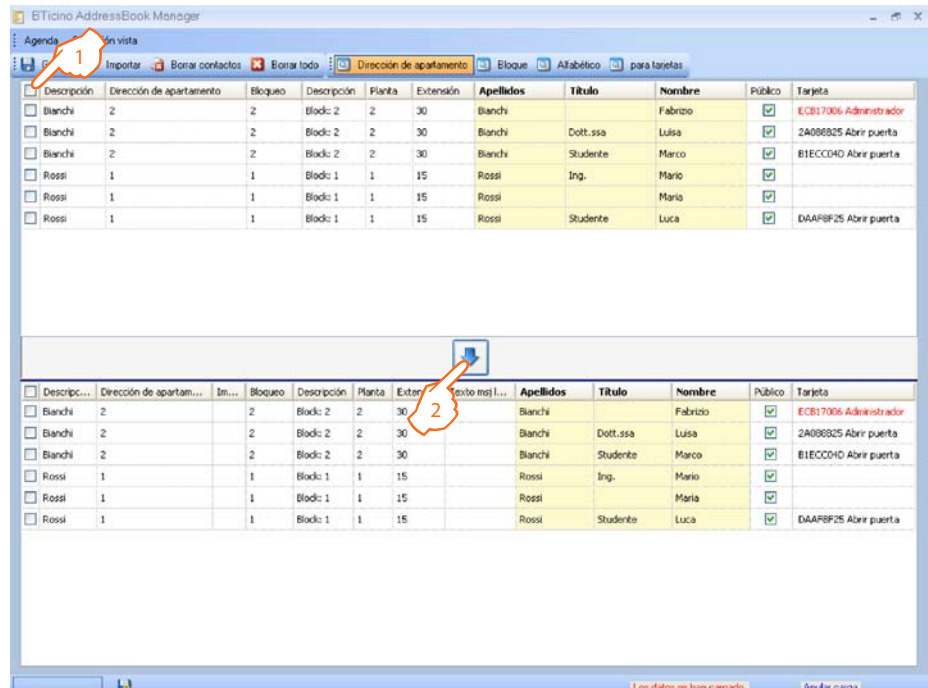 BTicino AddressBook Manager
Agenda ón vista
1
Importar Borrar contactos Borrar todo Dirección de apartamento Bloque Alfabético para tarjetas
Descripción Dirección de apartamento Bloqueo Descripción Planta Extensión Apellidos Título Nombre Público Tarjeta
Bianchi 2 2 Block: 2 2 30 Bianchi Fabrizio ECB17006 Administrador
Bianchi 2 2 Block: 2 2 30 Bianchi Dott.ssa Luisa 2A086825 Abrir puerta
Bianchi 2 2 Block: 2 2 30 Bianchi Studente Marco B1ECC04D Abrir puerta
Rossi 1 1 Block: 1 1 15 Rossi Ing. Mario
Rossi 1 1 Block: 1 1 15 Rossi Maria
Rossi 1 1 Block: 1 1 15 Rossi Studente Luca DAAF8F25 Abrir puerta
Descripc... Dirección de apartam... Im... Bloqueo Descripción Planta Exten Texto msj l... Apellidos Título Nombre Público Tarjeta
2
Bianchi 2 2 Block: 2 2 30 Bianchi Fabrizio ECB17006 Administrador
Bianchi 2 2 Block: 2 2 30 Bianchi Dott.ssa Luisa 2A086825 Abrir puerta
Bianchi 2 2 Block: 2 2 30 Bianchi Studente Marco B1ECC04D Abrir puerta
Rossi 1 1 Block: 1 1 15 Rossi Ing. Mario
Rossi 1 1 Block: 1 1 15 Rossi Maria
Rossi 1 1 Block: 1 1 15 Rossi Studente Luca DAAF8F25 Abrir puerta
Los datos se han cargado Anular carga